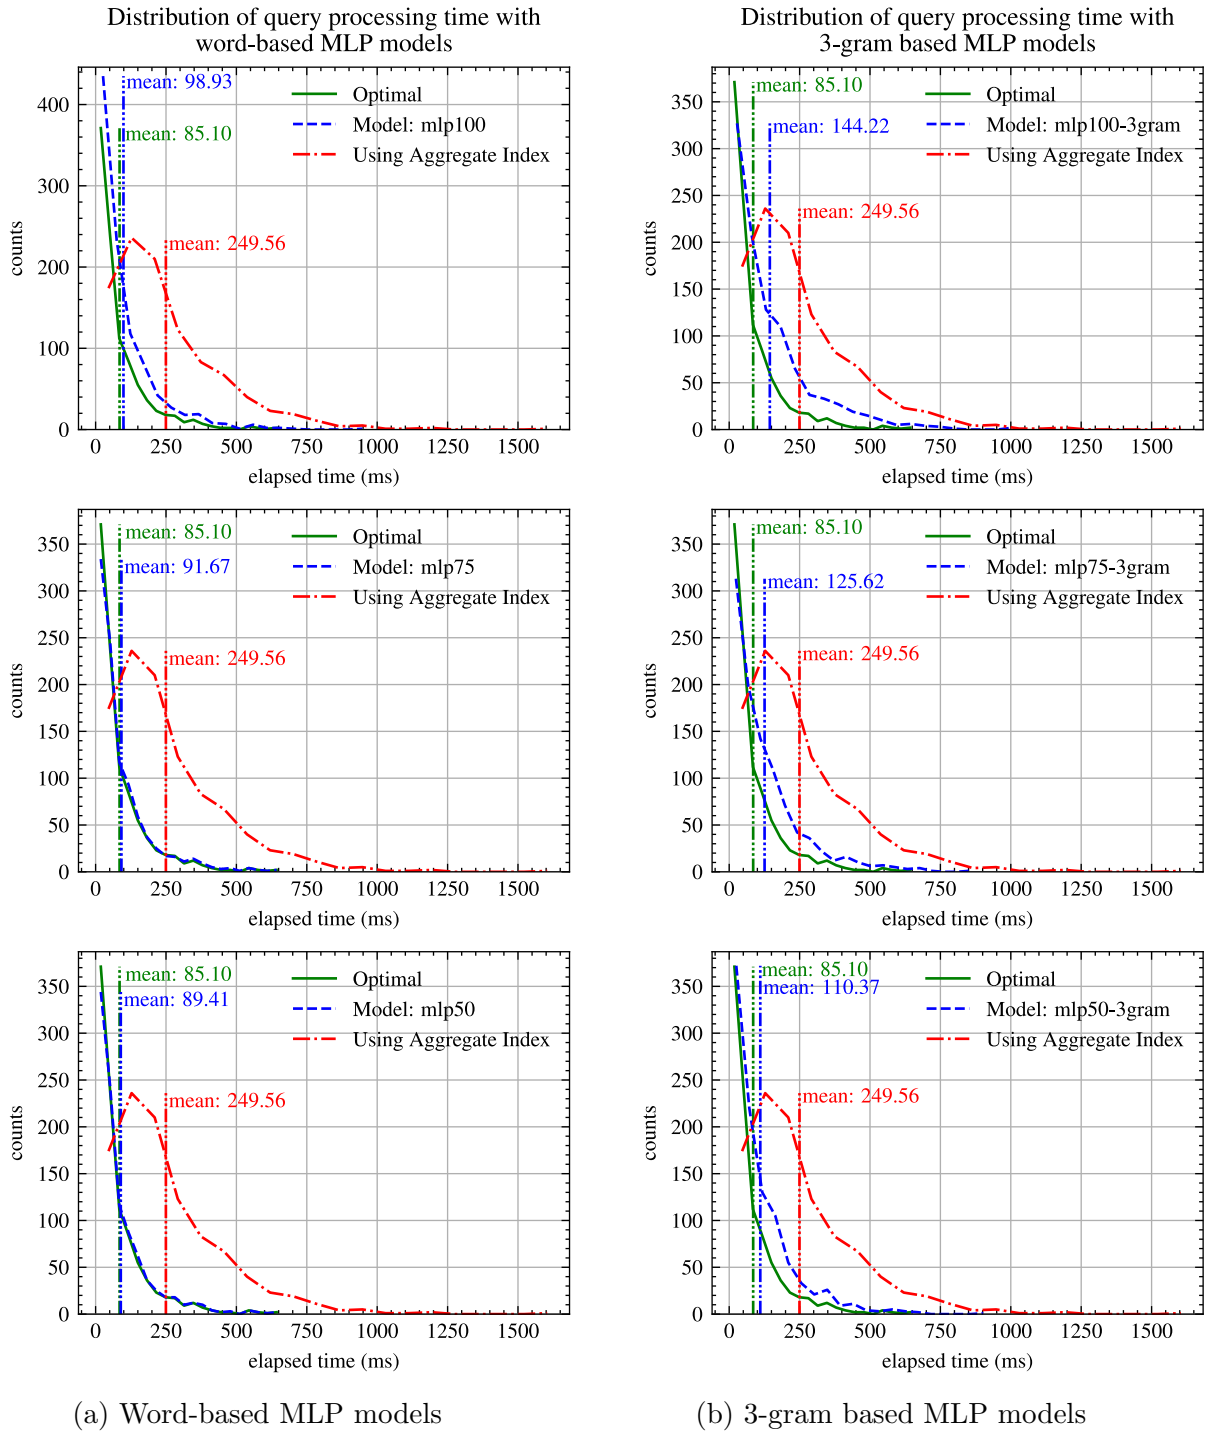 Distribution of query processing time with
word-based MLP models
mean: 98.93
mean: 85.10
mean: 249.56
Optimal
Model: mlp100
Using Aggregate Index
counts
400
300
200
100
0
0 250 500 750 1000 1250 1500
elapsed time (ms)
Distribution of query processing time with
3-gram based MLP models
mean: 85.10
mean: 144.22
mean: 249.56
Optimal
Model: mlp100-3gram
Using Aggregate Index
counts
350
300
250
200
150
100
50
0
0 250 500 750 1000 1250 1500
elapsed time (ms)
mean: 85.10
mean: 91.67
mean: 249.56
Optimal
Model: mlp75
Using Aggregate Index
counts
350
300
250
200
150
100
50
0
0 250 500 750 1000 1250 1500
elapsed time (ms)
mean: 85.10
mean: 125.62
mean: 249.56
Optimal
Model: mlp75-3gram
Using Aggregate Index
counts
350
300
250
200
150
100
50
0
0 250 500 750 1000 1250 1500
elapsed time (ms)
mean: 85.10
mean: 89.41
mean: 249.56
Optimal
Model: mlp50
Using Aggregate Index
counts
350
300
250
200
150
100
50
0
0 250 500 750 1000 1250 1500
elapsed time (ms)
mean: 85.10
mean: 110.37
mean: 249.56
Optimal
Model: mlp50-3gram
Using Aggregate Index
counts
350
300
250
200
150
100
50
0
0 250 500 750 1000 1250 1500
elapsed time (ms)
(a) Word-based MLP models
(b) 3-gram based MLP models